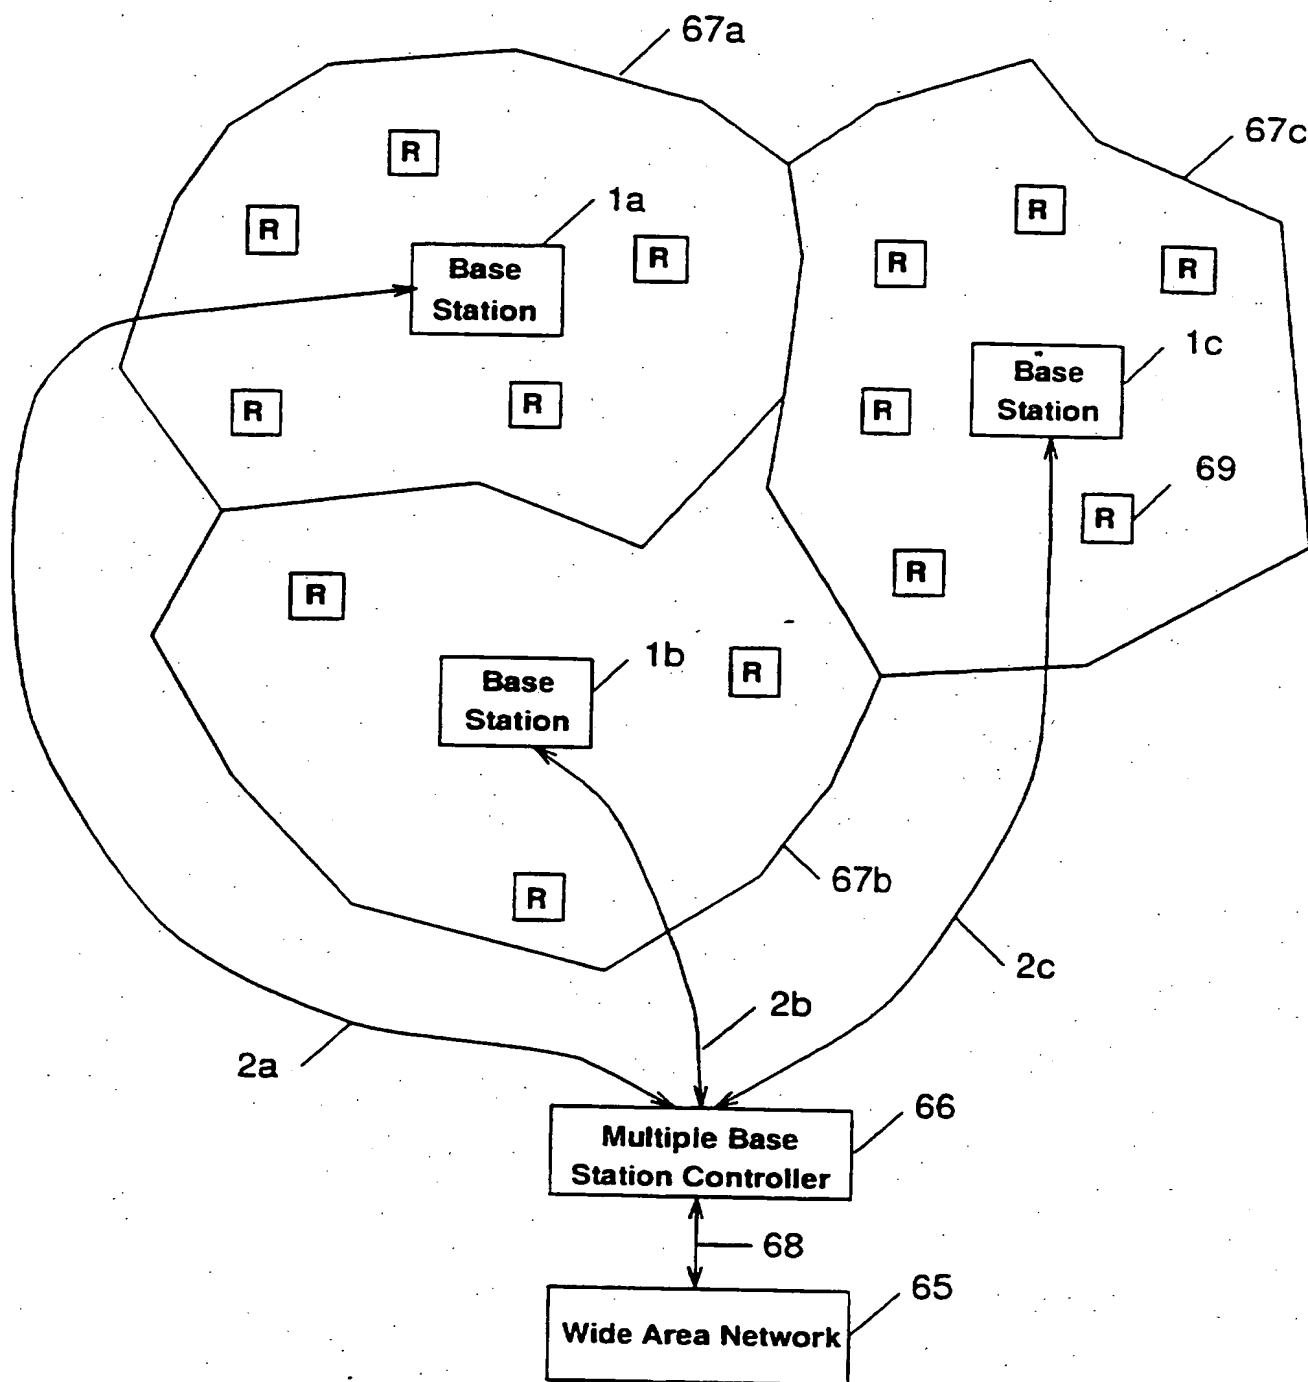 67a
67c
R
R
1a
R
R
R
R
R
Base
Station
1c
Base
Station
R
R
R
69
R
R
R
1b
R
Base
Station
67b
R
2c
2b
2a
66
Multiple Base
Station Controller
68
65
Wide Area Network